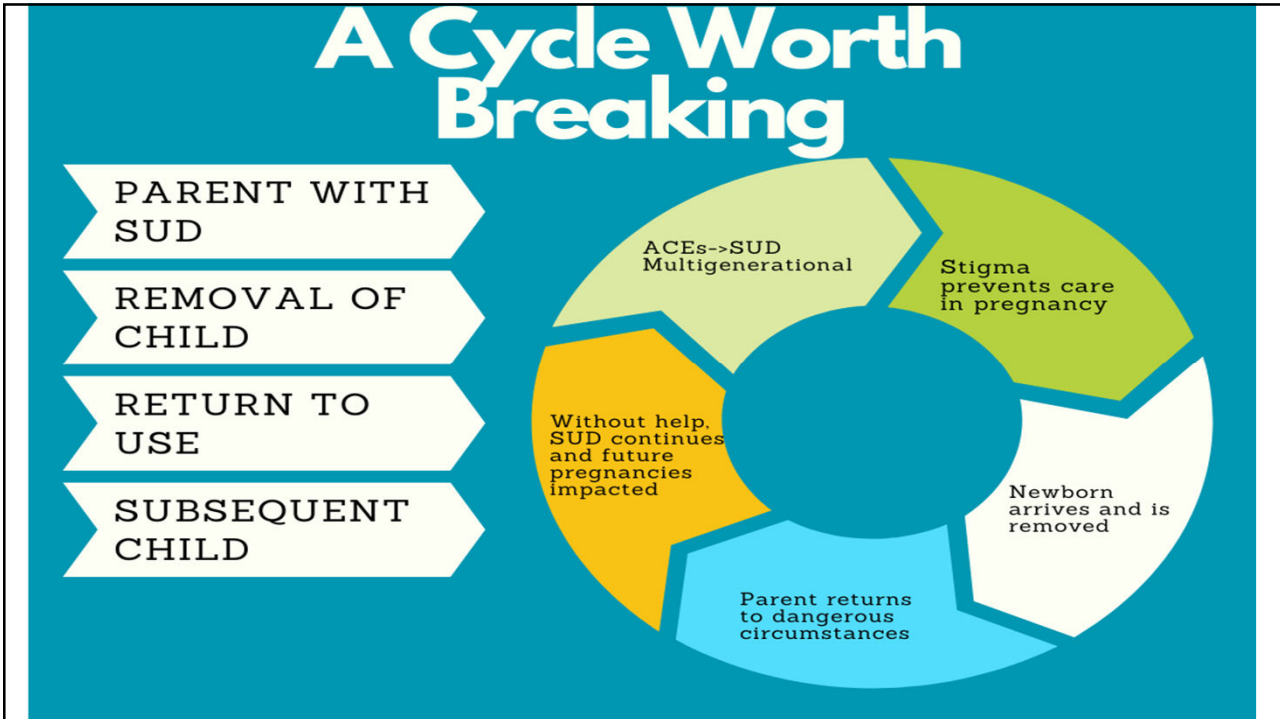 A Cycle Worth
Breaking
PARENT WITH
SUD
REMOVAL OF
CHILD
RETURN TO
USE
SUBSEQUENT
CHILD
ACEs->SUD
Multigenerational
Stigma
prevents care
in pregnancy
Newborn
arrives and is
removed
Parent returns
to dangerous
circumstances
Without help,
SUD continues
and future
pregnancies
impacted